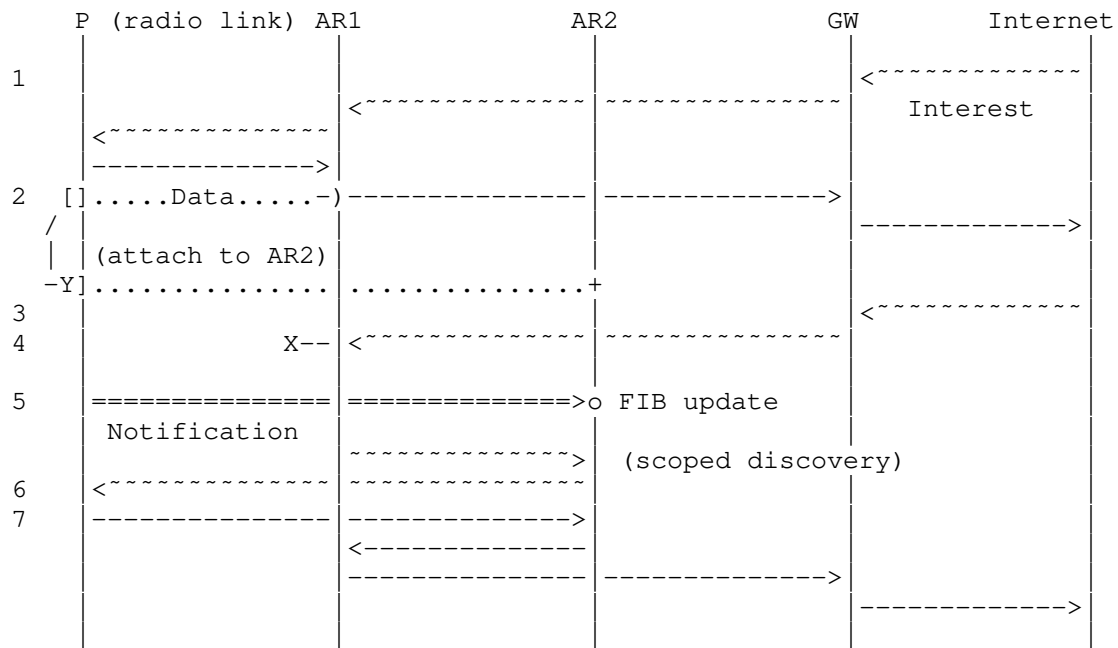 P (radio link) AR1 AR2 GW Internet
1 <~~~~~~~~~~~~~
<~~~~~~~~~~~~~~ ~~~~~~~~~~~~~~~ Interest
<~~~~~~~~~~~~~~
-------------->
2 [].....Data.....-)--------------- -------------->
/ ------------->
| | (attach to AR2)
-Y]............... ...............+
3 <~~~~~~~~~~~~~
4 X-- <~~~~~~~~~~~~~~ ~~~~~~~~~~~~~~~
5 =============== ==============>o FIB update
Notification
~~~~~~~~~~~~~~> (scoped discovery)
6 <~~~~~~~~~~~~~~ ~~~~~~~~~~~~~~~
7 --------------- -------------->
<--------------
--------------- -------------->
------------->